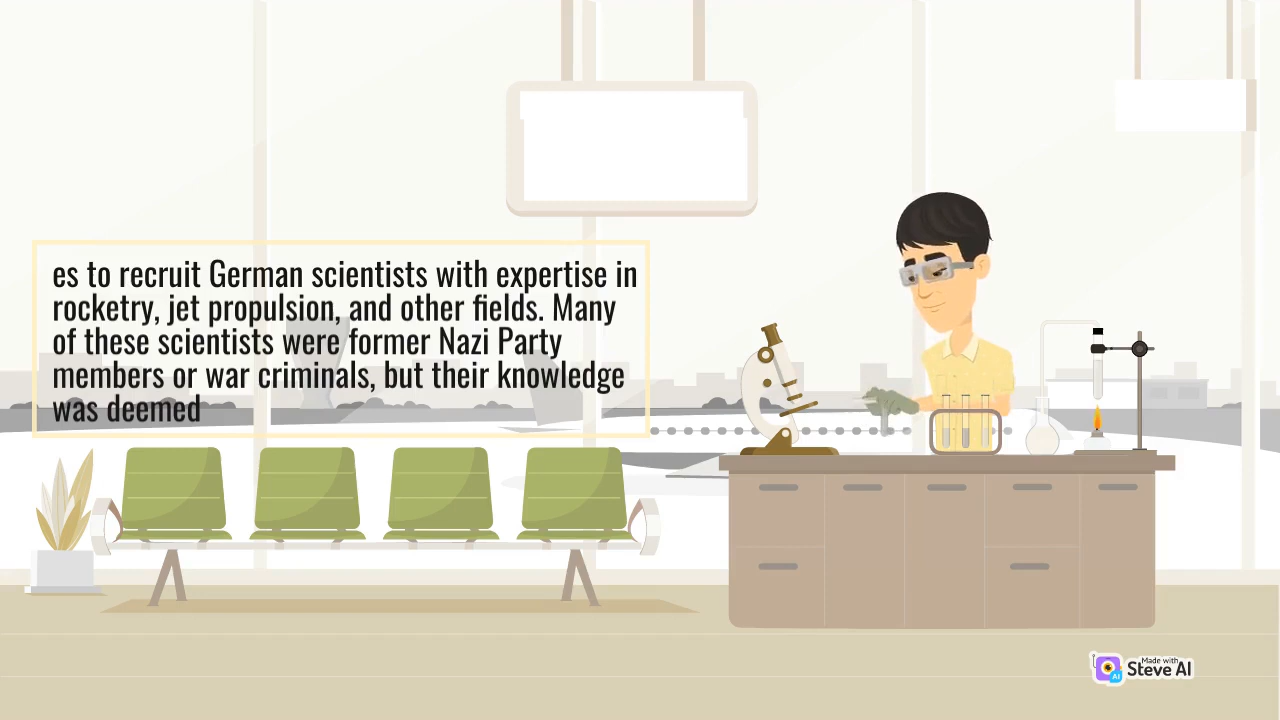 es to recruit German scientists with expertise in
rocketry, jet propulsion, and other fields. Many
of these scientists were former Nazi Party
members or war criminals, but their knowledge
was deemed
Made with
Steve AI
AI